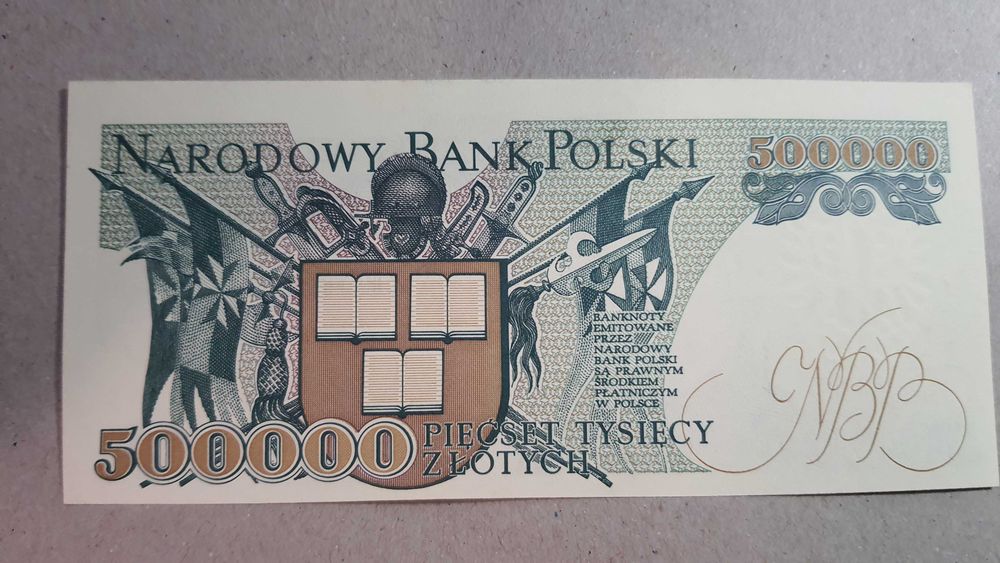 NARODOWY BANK POLSKI
500000
BANKNOTY
EMITOWANE
PRZEZ
NARODOWY
BANK POLSKI
SĄ PRAWNYM
ŚRODKIEM
PŁATNICZYM
W POLSCE
NBP
500000 PIĘĆSET TYSIĘCY
ZŁOTYCH